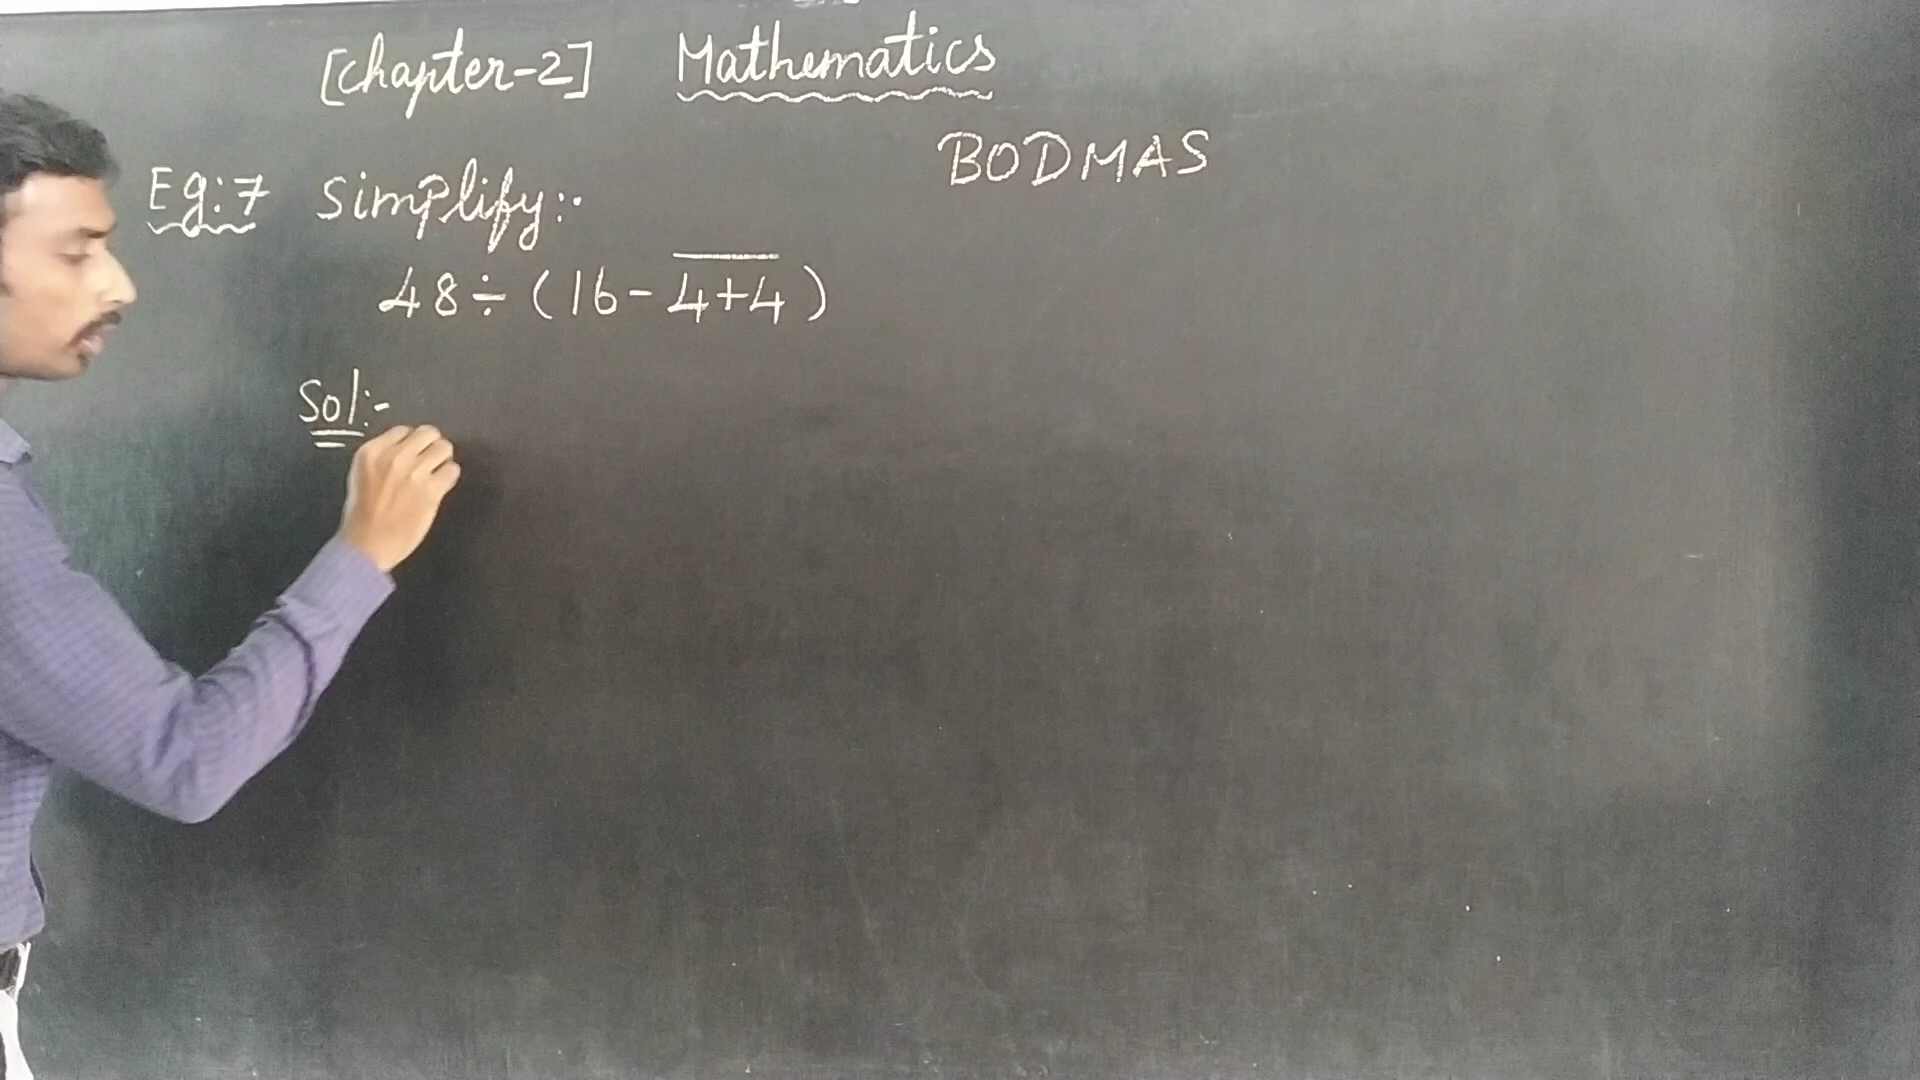 [Chapter-2] Mathematics
BODMAS
Eg:7 Simplify:-
48÷(16-4̅+̅4̅)
Sol:-